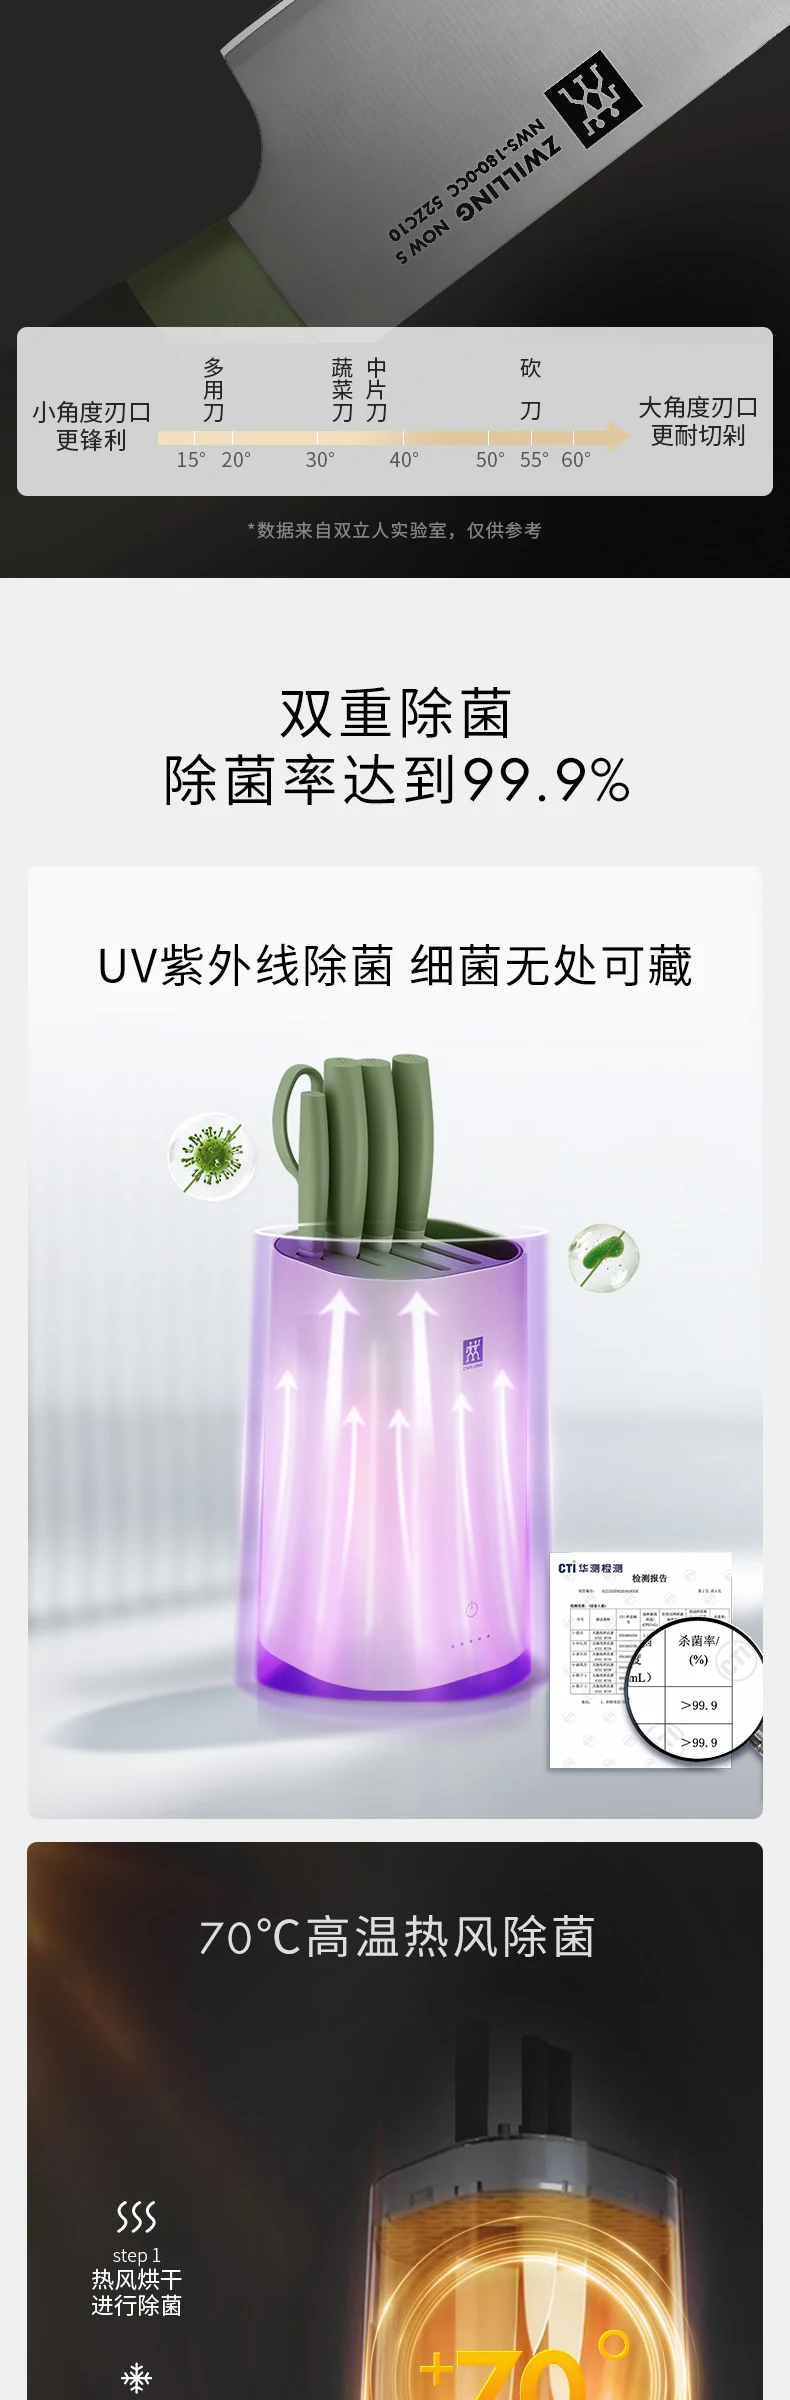 ZWILLING NOW S
NWS-180-0CC 52ZC10
多用刀
蔬菜刀
中片刀
砍刀
小角度刃口
更锋利
大角度刃口
更耐切剁
15° 20° 30° 40° 50° 55° 60°
*数据来自双立人实验室，仅供参考
双重除菌
除菌率达到99.9%
UV紫外线除菌 细菌无处可藏
ZWILLING
CTI 华测检测
检测报告
杀菌率/
(%)
mL）
>99.9
>99.9
70℃高温热风除菌
step 1
热风烘干
进行除菌
+70°